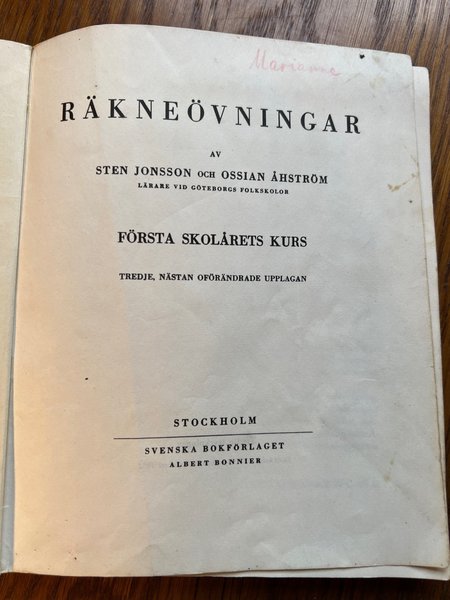 Marianne
RÄKNEÖVNINGAR
AV
STEN JONSSON OCH OSSIAN ÅHSTRÖM
LÄRARE VID GÖTEBORGS FOLKSKOLOR
FÖRSTA SKOLÅRETS KURS
TREDJE, NÄSTAN OFÖRÄNDRADE UPPLAGAN
STOCKHOLM
SVENSKA BOKFÖRLAGET
ALBERT BONNIER